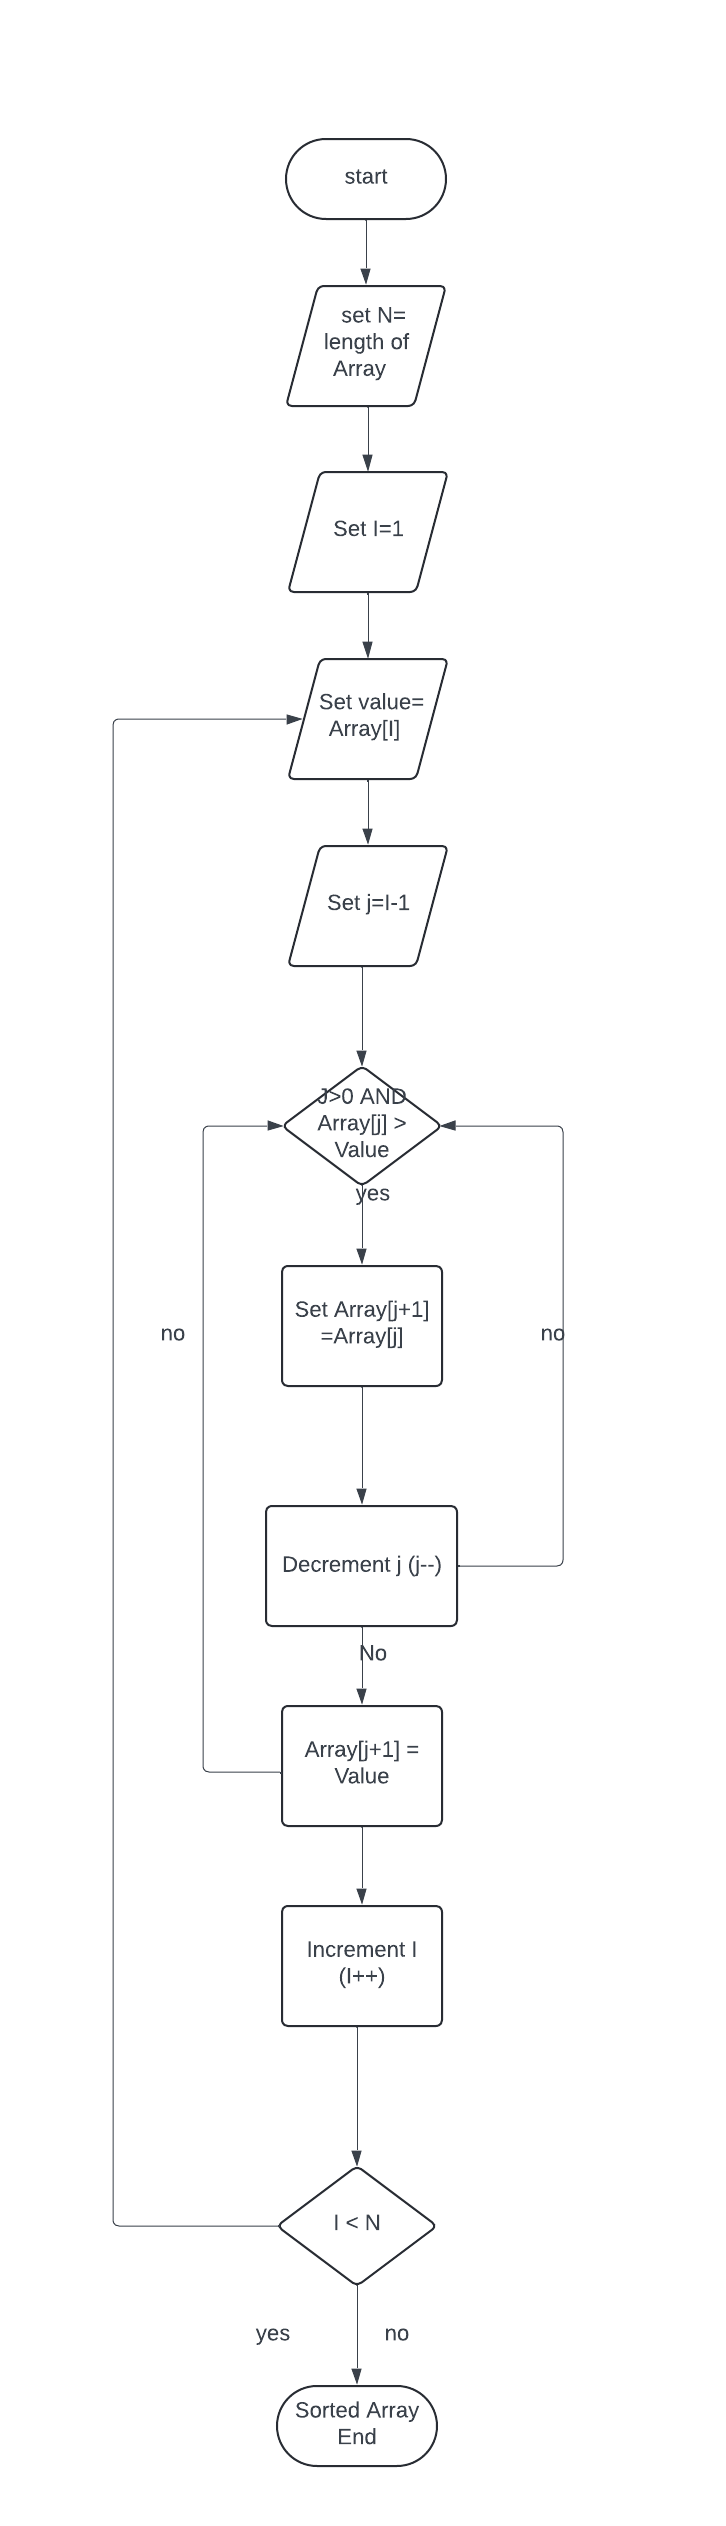 start
set N=
length of
Array
Set I=1
Set value=
Array[I]
Set j=I-1
J>0 AND
Array[j] >
Value
yes
Set Array[j+1]
=Array[j]
no
no
Decrement j (j--)
No
Array[j+1] =
Value
Increment I
(I++)
I < N
yes
no
Sorted Array
End